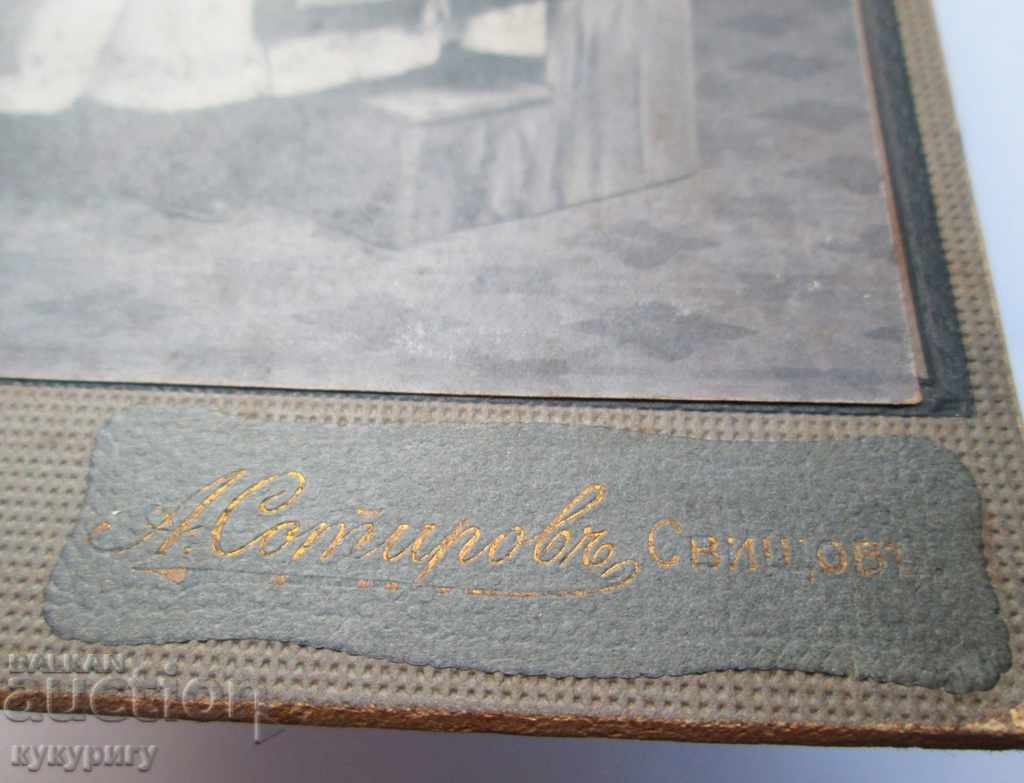 А. Сотировъ, Свищовъ
BALKAN
auction
кукуригу